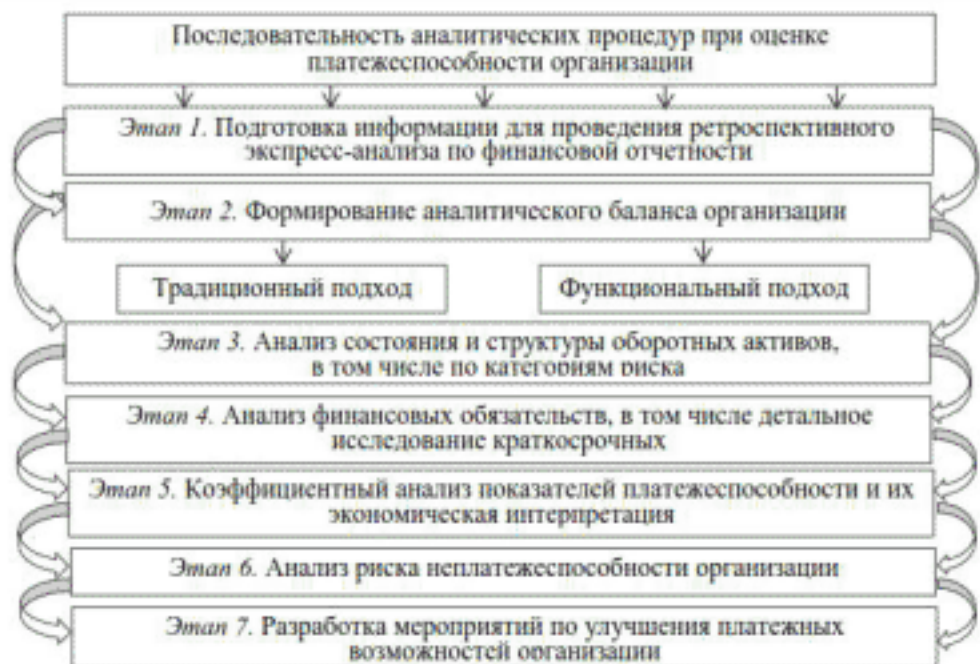 Последовательность аналитических процедур при оценке
платежеспособности организации
Этап 1. Подготовка информации для проведения ретроспективного
экспресс-анализа по финансовой отчетности
Этап 2. Формирование аналитического баланса организации
Традиционный подход
Функциональный подход
Этап 3. Анализ состояния и структуры оборотных активов,
в том числе по категориям риска
Этап 4. Анализ финансовых обязательств, в том числе детальное
исследование краткосрочных
Этап 5. Коэффициентный анализ показателей платежеспособности и их
экономическая интерпретация
Этап 6. Анализ риска неплатежеспособности организации
Этап 7. Разработка мероприятий по улучшения платежных
возможностей организации